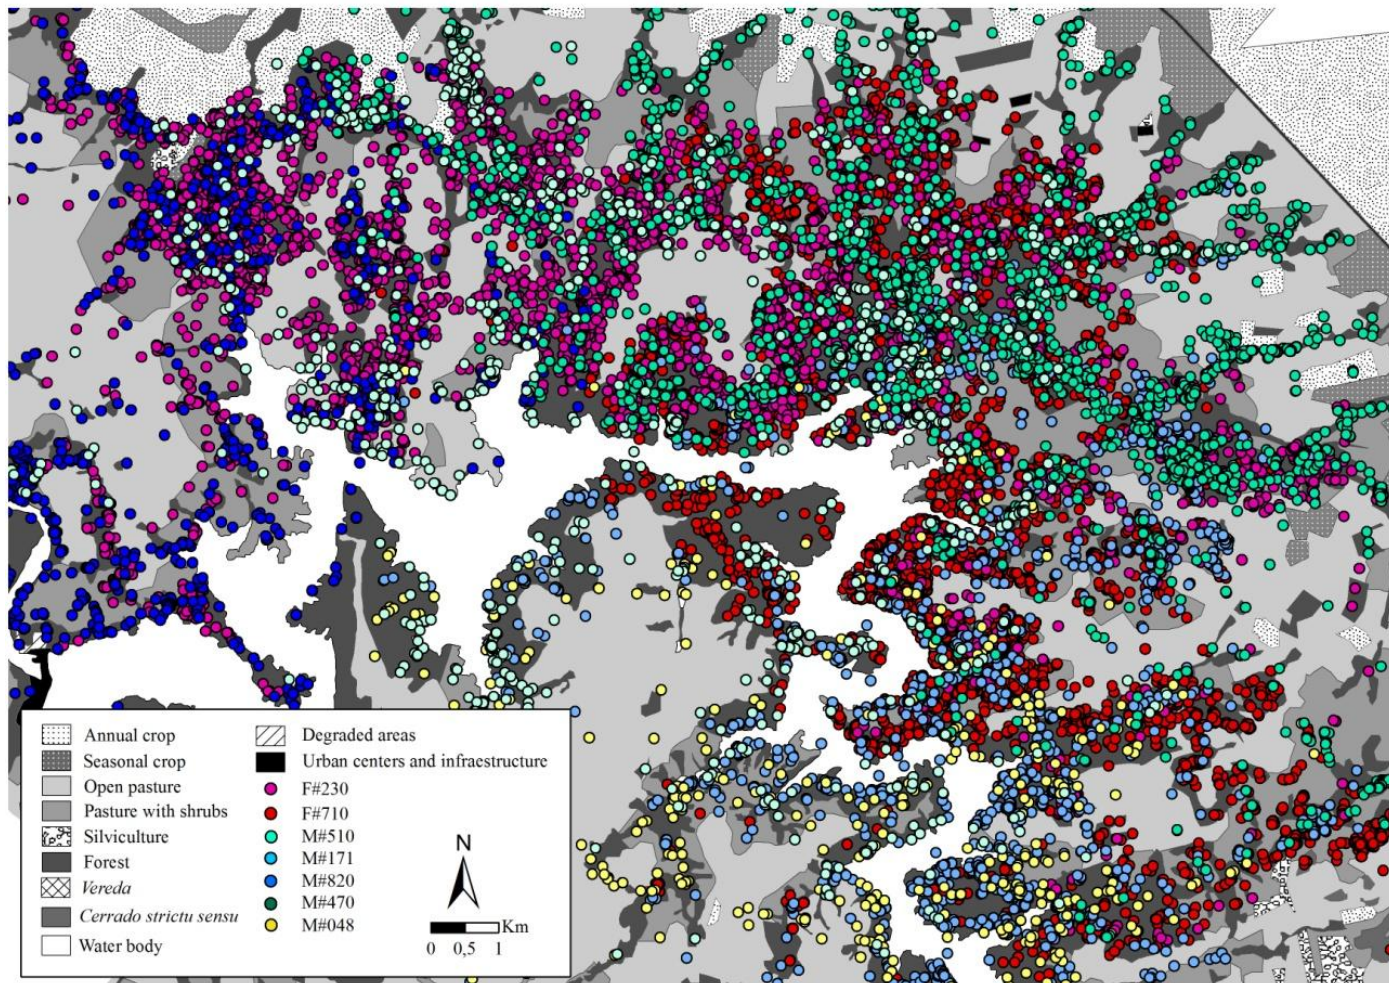 Annual crop
Seasonal crop
Open pasture
Pasture with shrubs
Silviculture
Forest
Vereda
Cerrado strictu sensu
Water body
Degraded areas
Urban centers and infraestructure
F#230
F#710
M#510
M#171
M#820
M#470
M#048
N
Km
0 0,5 1